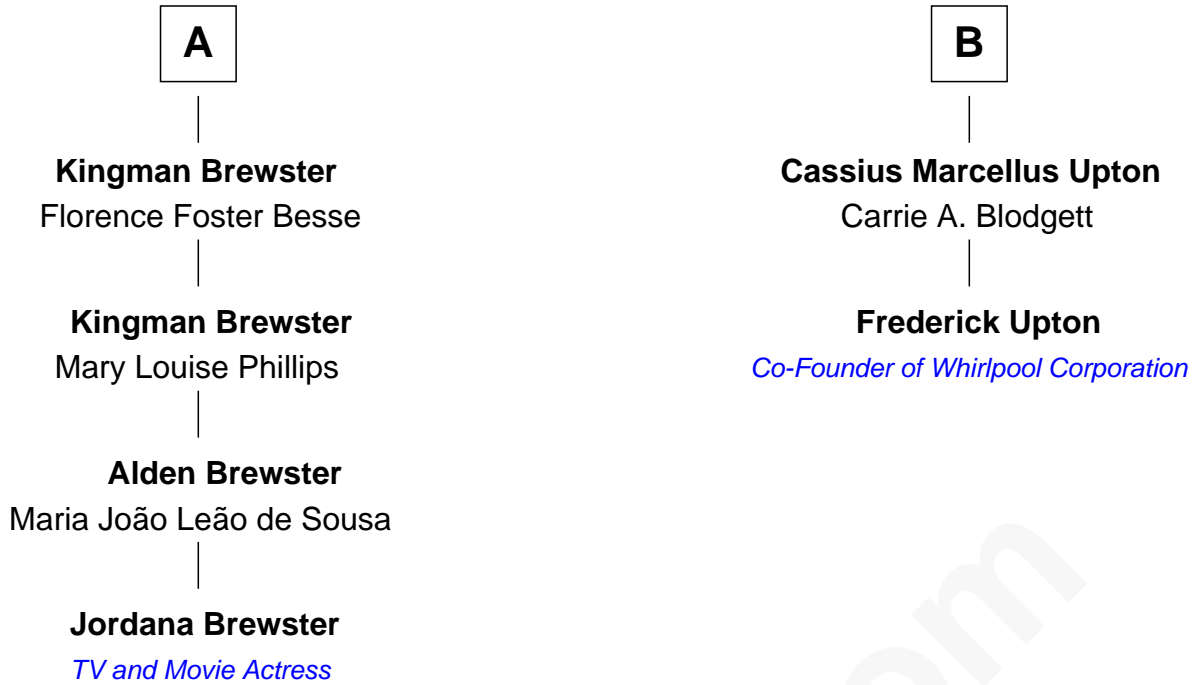 A
Kingman Brewster
Florence Foster Besse
Kingman Brewster
Mary Louise Phillips
Alden Brewster
Maria João Leão de Sousa
Jordana Brewster
TV and Movie Actress
B
Cassius Marcellus Upton
Carrie A. Blodgett
Frederick Upton
Co-Founder of Whirlpool Corporation
om